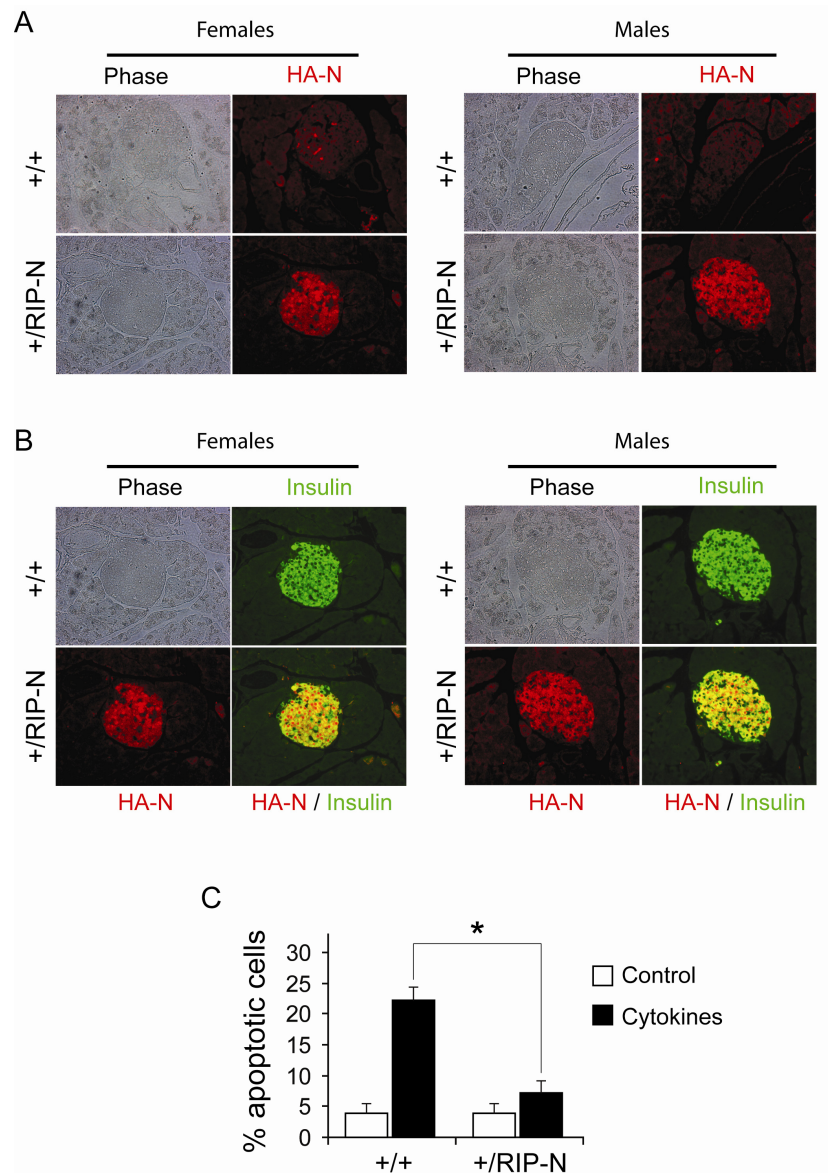 A
Females
Males
Phase HA-N
Phase HA-N
+/+
+/RIP-N
+/+
+/RIP-N
B
Females
Males
Phase Insulin
Phase Insulin
+/+
+/RIP-N
+/+
+/RIP-N
HA-N HA-N / Insulin
HA-N HA-N / Insulin
C
% apoptotic cells
30
25
20
15
10
5
0
*
Control
Cytokines
+/+ +/RIP-N